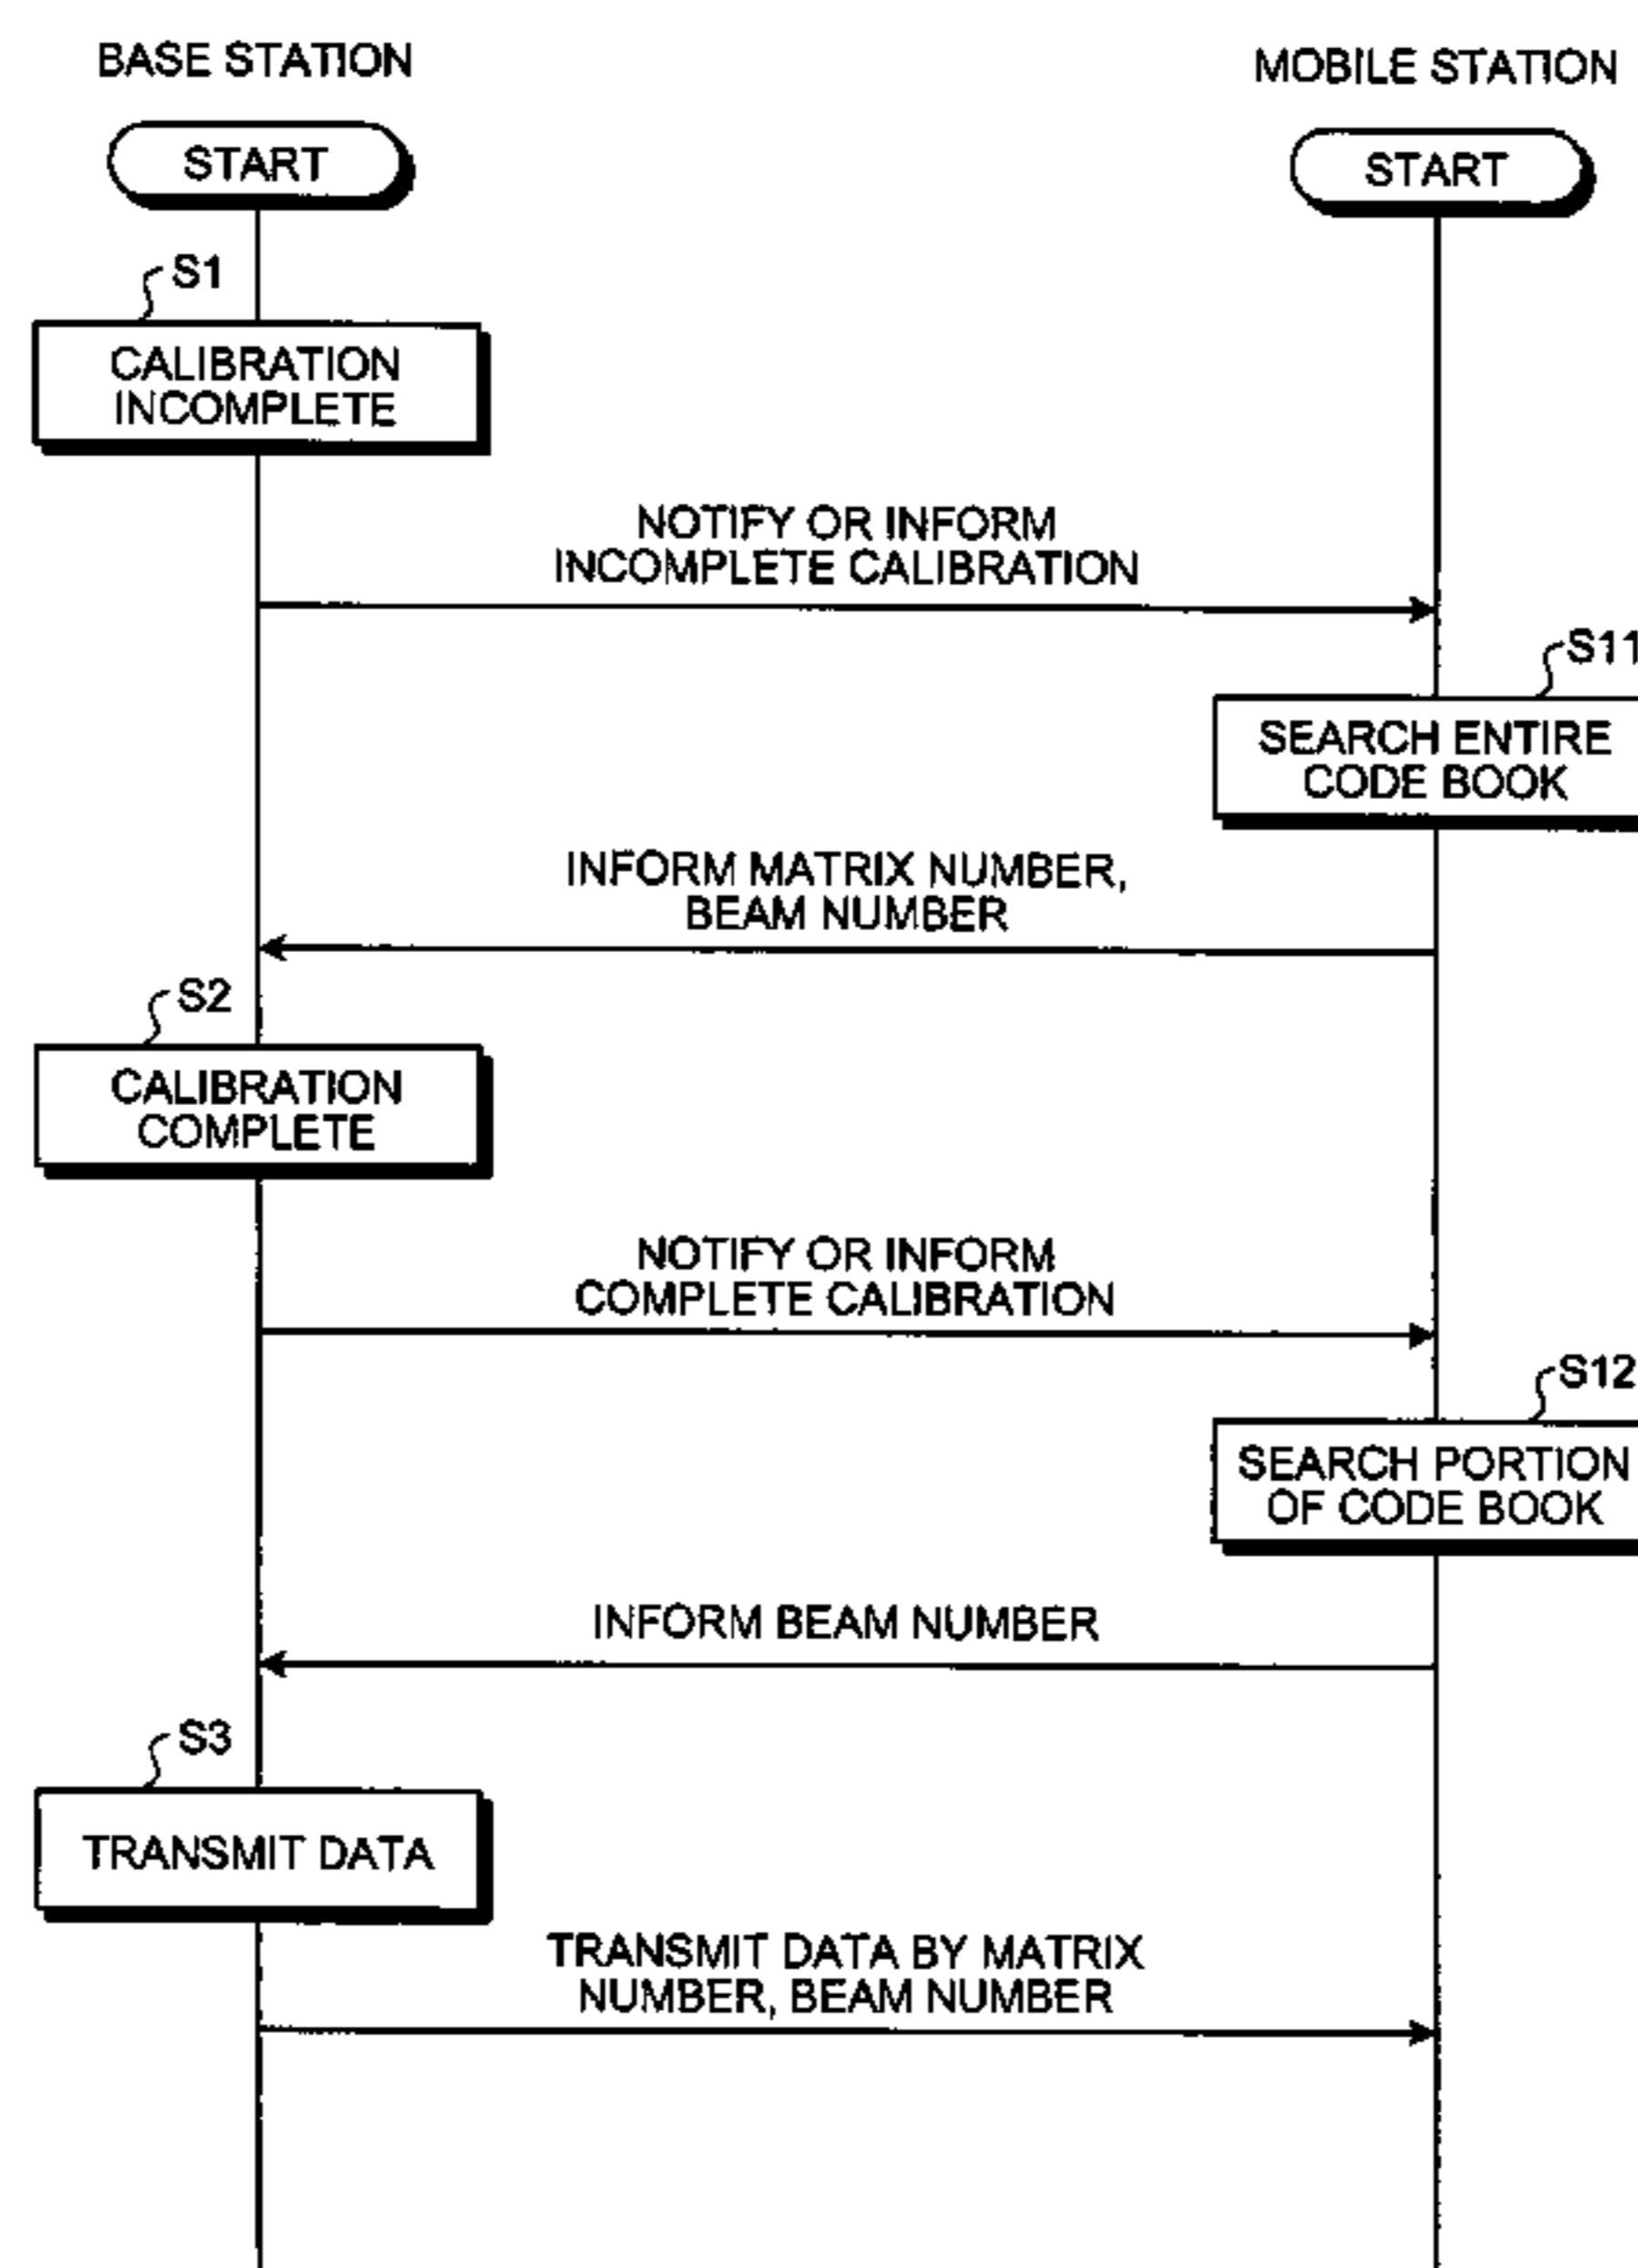 BASE STATION
MOBILE STATION
START
START
S1
CALIBRATION
INCOMPLETE
NOTIFY OR INFORM
INCOMPLETE CALIBRATION
S11
SEARCH ENTIRE
CODE BOOK
INFORM MATRIX NUMBER,
BEAM NUMBER
S2
CALIBRATION
COMPLETE
NOTIFY OR INFORM
COMPLETE CALIBRATION
S12
SEARCH PORTION
OF CODE BOOK
INFORM BEAM NUMBER
S3
TRANSMIT DATA
TRANSMIT DATA BY MATRIX
NUMBER, BEAM NUMBER